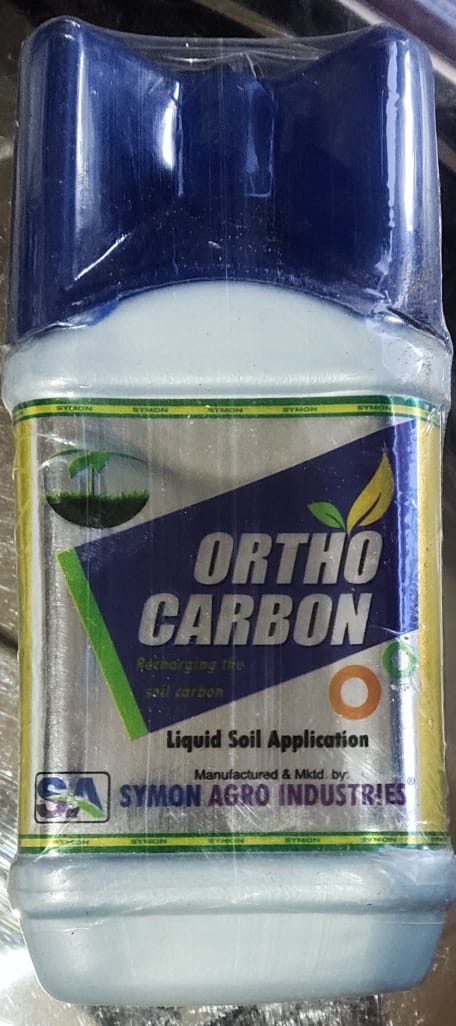 SYMON SYMON SYMON SYMON SYMON
ORTHO
CARBON
Recharging the
soil carbon
Liquid Soil Application
Manufactured & Mktd. by:
SA SYMON AGRO INDUSTRIES®
SYMON SYMON SYMON SYMON SYMON